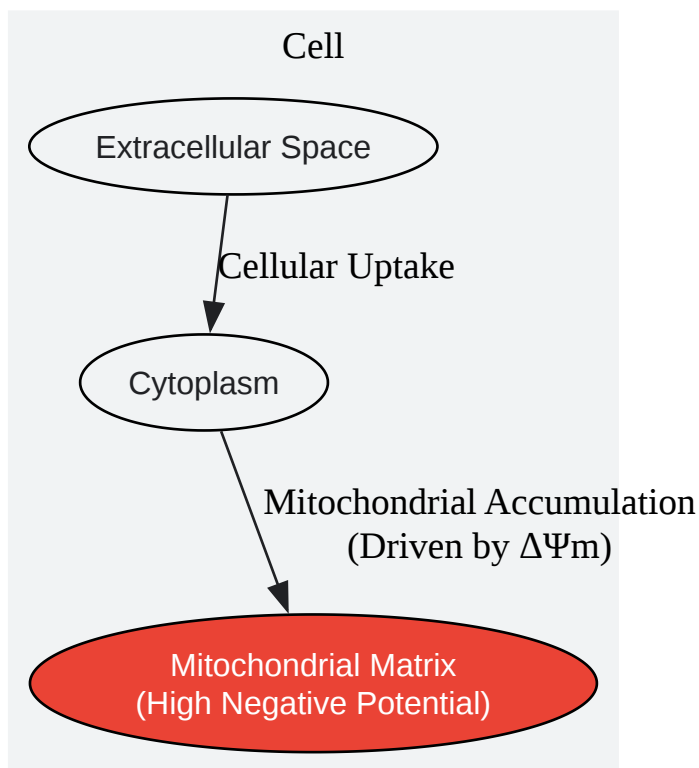 Cell
Extracellular Space
Cellular Uptake
Cytoplasm
Mitochondrial Accumulation
(Driven by ΔΨm)
Mitochondrial Matrix
(High Negative Potential)